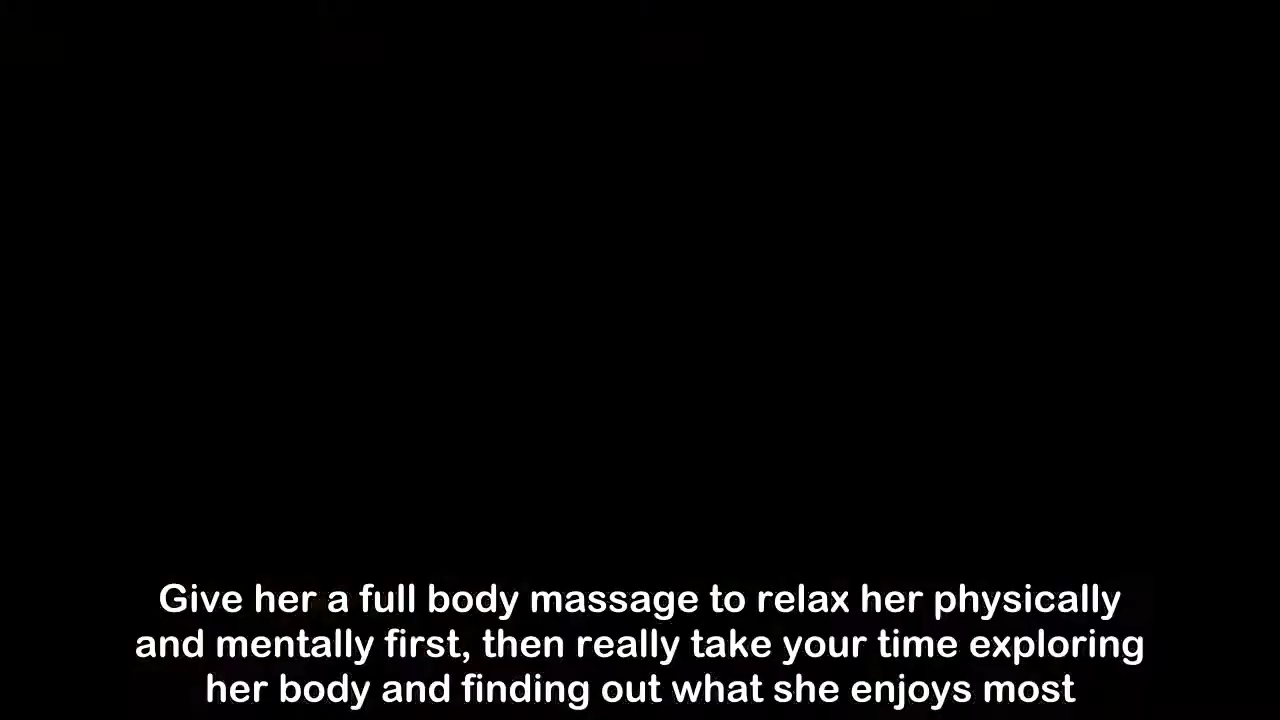 Give her a full body massage to relax her physically
and mentally first, then really take your time exploring
her body and finding out what she enjoys most